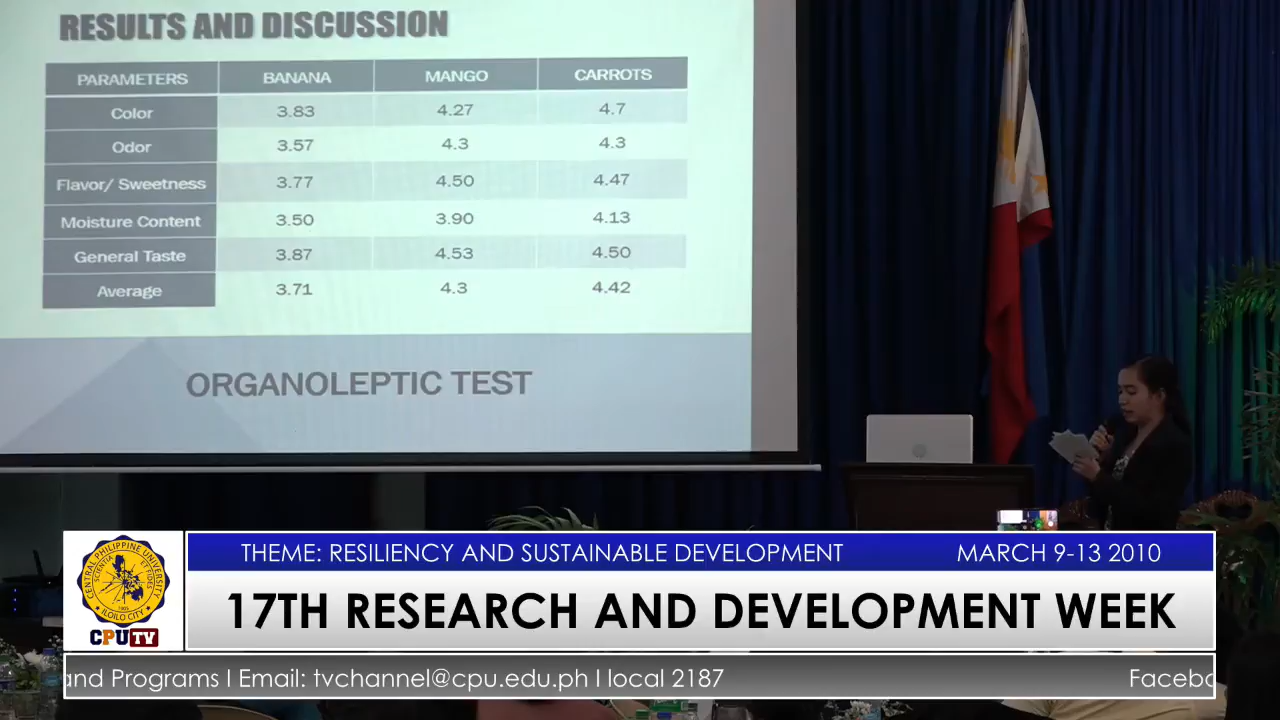 RESULTS AND DISCUSSION
PARAMETERS BANANA MANGO CARROTS
Color 3.83 4.27 4.7
Odor 3.57 4.3 4.3
Flavor/ Sweetness 3.77 4.50 4.47
Moisture Content 3.50 3.90 4.13
General Taste 3.87 4.53 4.50
Average 3.71 4.3 4.42
ORGANOLEPTIC TEST
THEME: RESILIENCY AND SUSTAINABLE DEVELOPMENT MARCH 9-13 2010
17TH RESEARCH AND DEVELOPMENT WEEK
CENTRAL PHILIPPINE UNIVERSITY
SCIENTIA ET FIDES
1905
ILOILO CITY
CPUTV
and Programs I Email: tvchannel@cpu.edu.ph I local 2187 Facebo